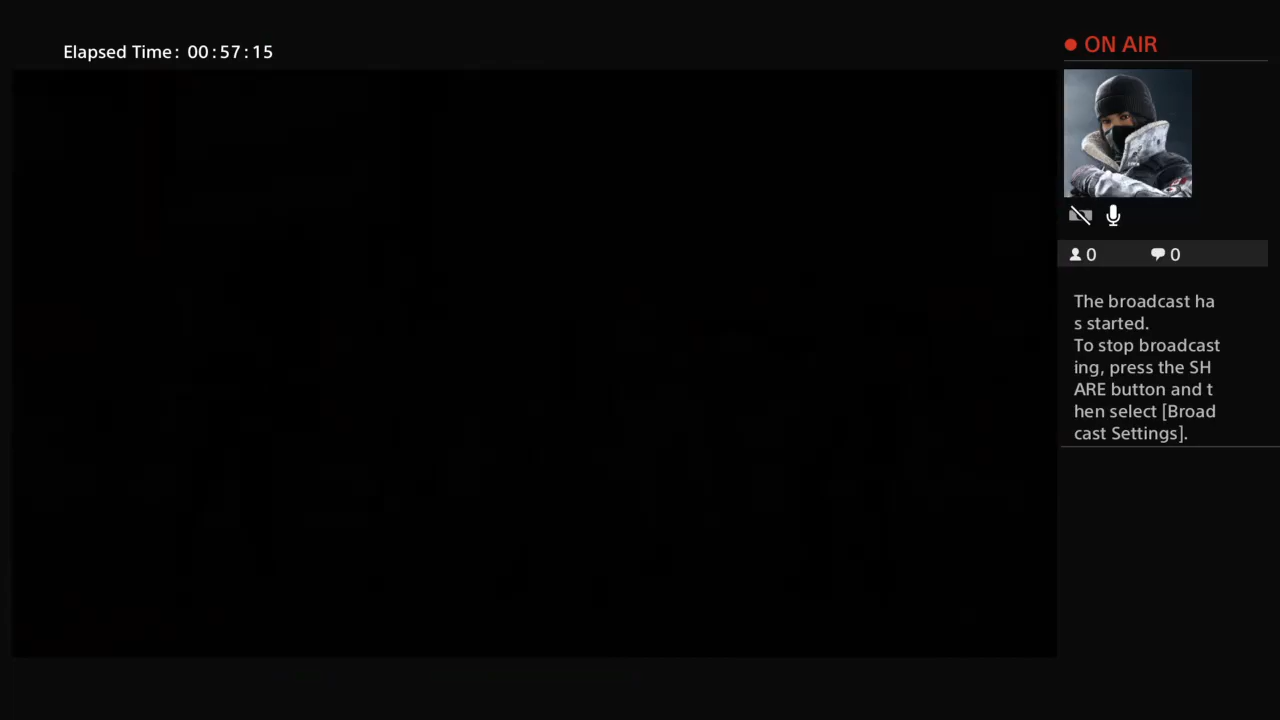 Elapsed Time: 00:57:15
ON AIR
0 0
The broadcast ha
s started.
To stop broadcast
ing, press the SH
ARE button and t
hen select [Broad
cast Settings].